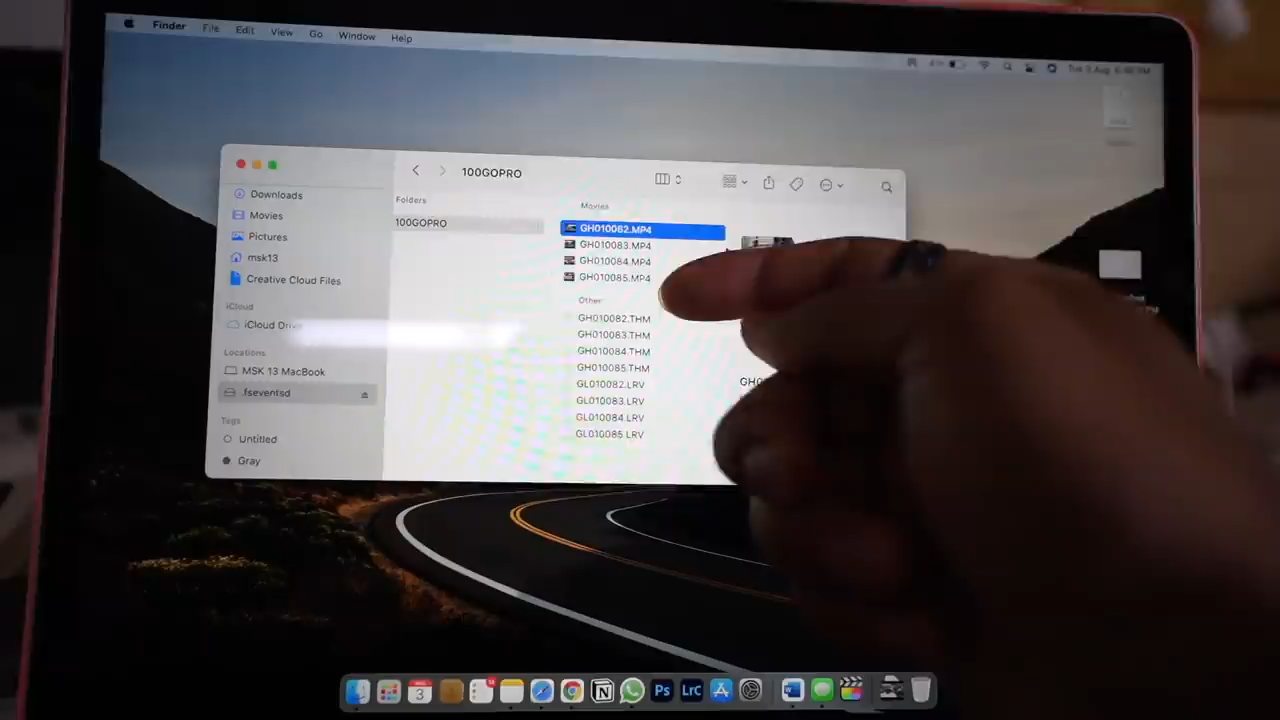 Finder File Edit View Go Window Help
100GOPRO
Downloads
Movies
Pictures
msk13
Creative Cloud Files
iCloud
iCloud Drive
Locations
MSK 13 MacBook
.fseventsd
Tags
Untitled
Gray
Folders
100GOPRO
Movies
GH010082.MP4
GH010083.MP4
GH010084.MP4
GH010085.MP4
Other
GH010082.THM
GH010083.THM
GH010084.THM
GH010085.THM
GL010082.LRV
GL010083.LRV
GL010084.LRV
GL010085.LRV
3
Ps
LrC
W